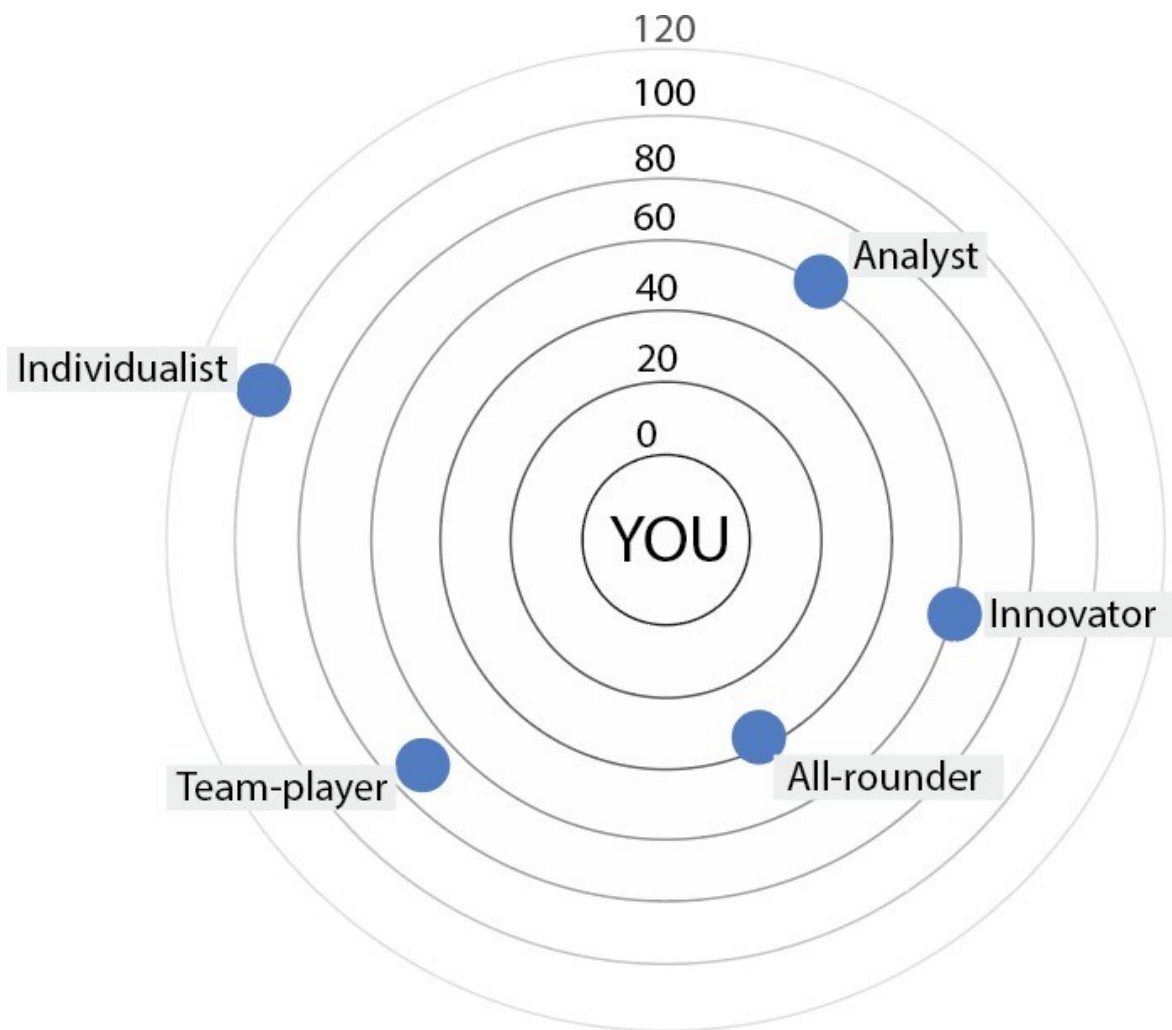 120
100
80
60
Analyst
40
20
Individualist
0
YOU
Innovator
Team-player
All-rounder